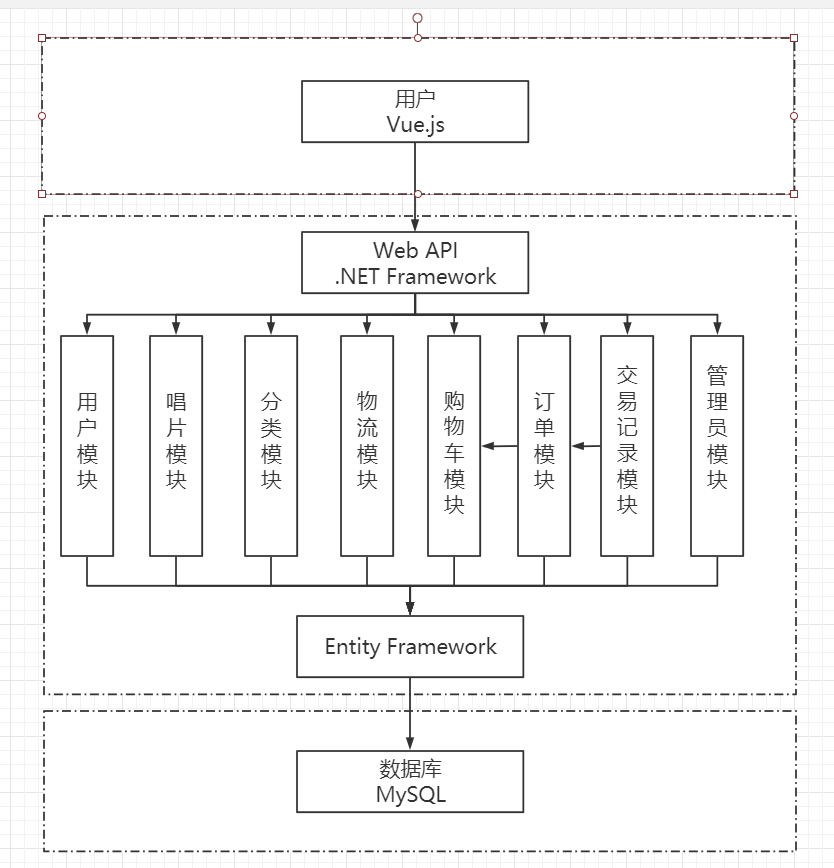 用户
Vue.js
Web API
.NET Framework
用户模块
唱片模块
分类模块
物流模块
购物车模块
订单模块
交易记录模块
管理员模块
Entity Framework
数据库
MySQL